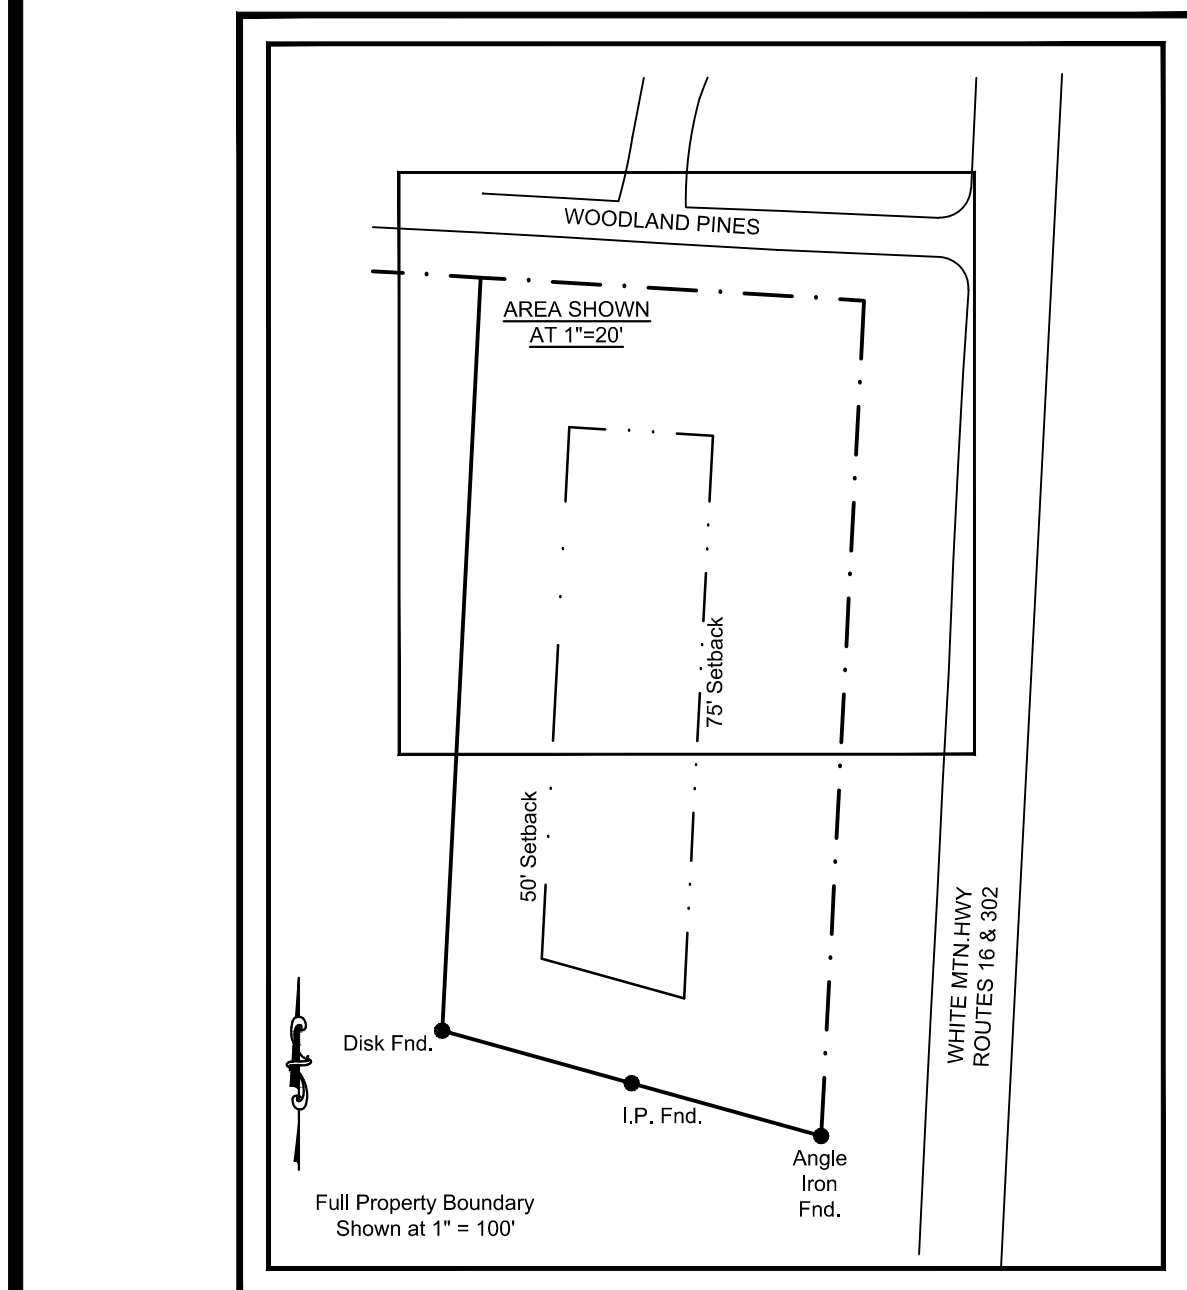 WOODLAND PINES
AREA SHOWN
AT 1"=20'
75' Setback
50' Setback
WHITE MTN.HWY
ROUTES 16 & 302
Disk Fnd.
I.P. Fnd.
Angle
Iron
Fnd.
Full Property Boundary
Shown at 1" = 100'